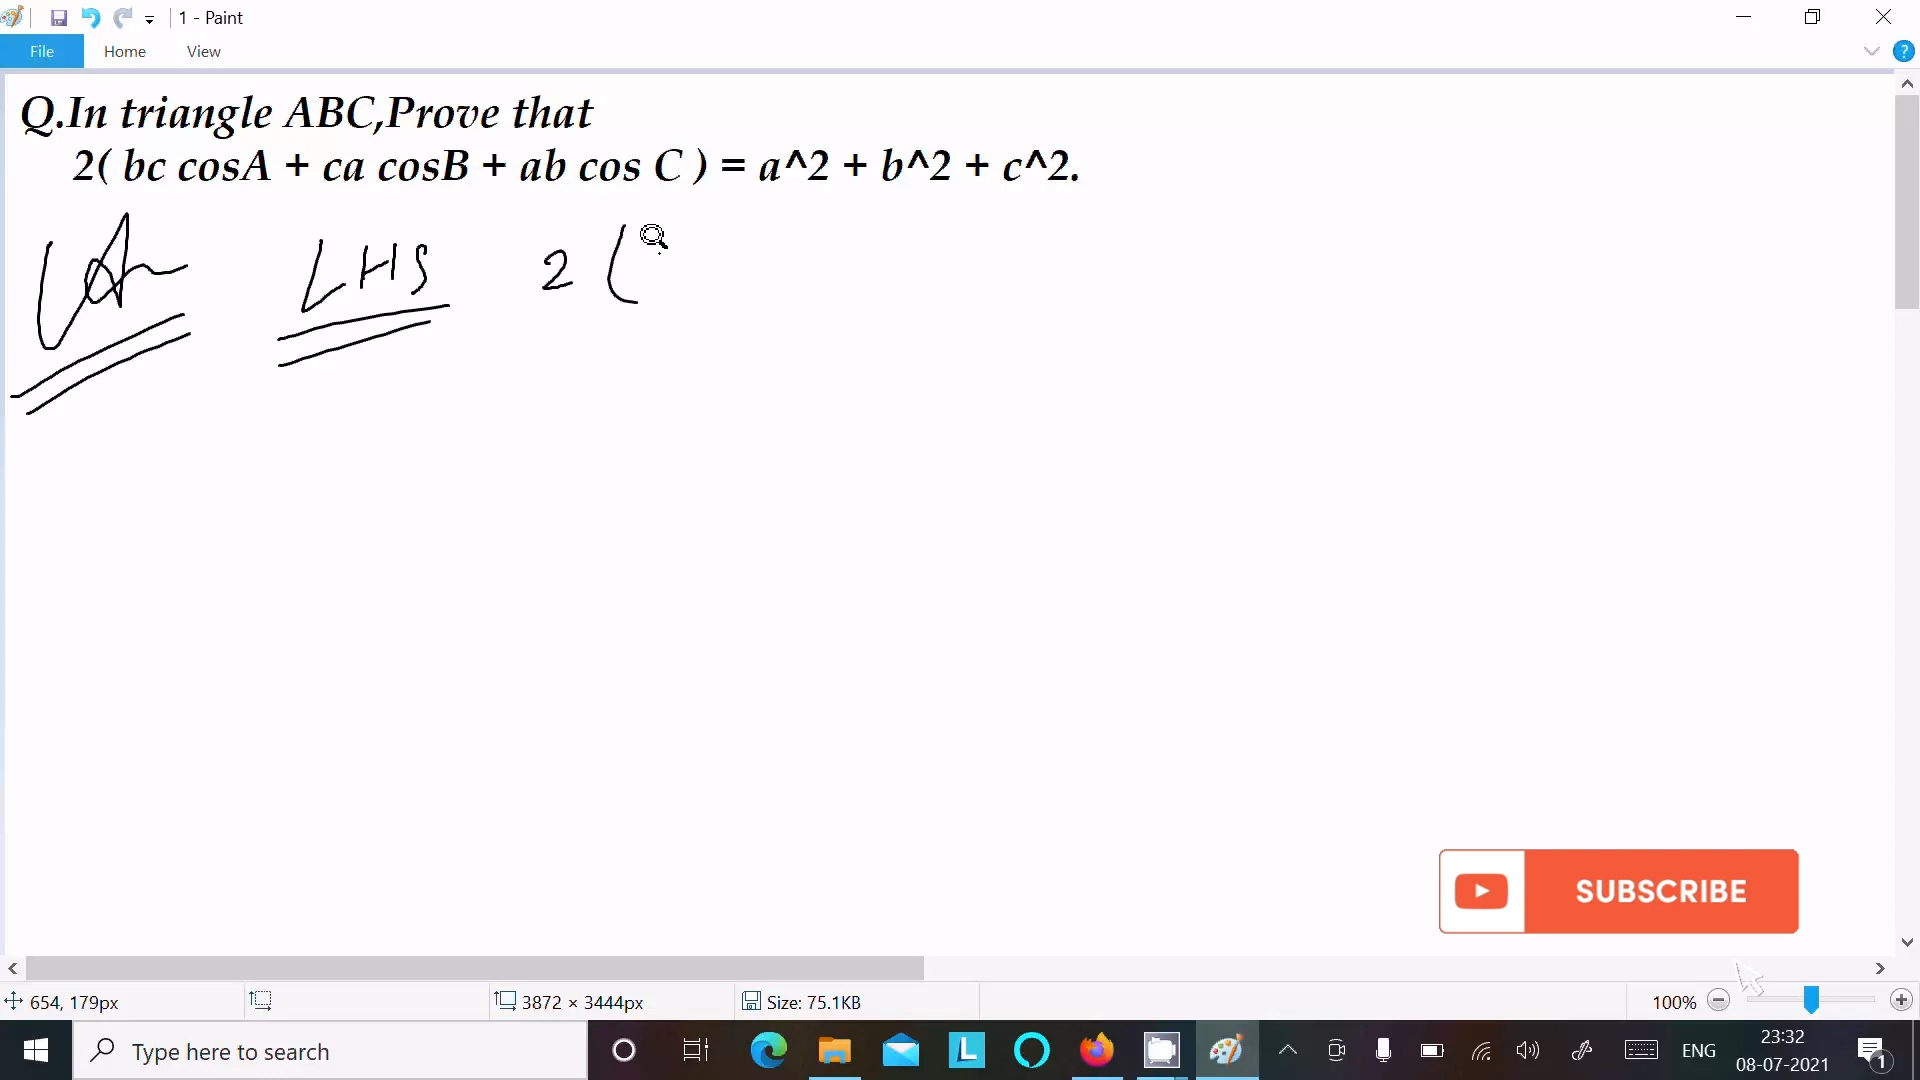 1 - Paint
File Home View
Q.In triangle ABC,Prove that
2( bc cosA + ca cosB + ab cos C ) = a^2 + b^2 + c^2.
LHS 2 (
SUBSCRIBE
654, 179px 3872 × 3444px Size: 75.1KB 100%
Type here to search L ENG 23:32
08-07-2021 1